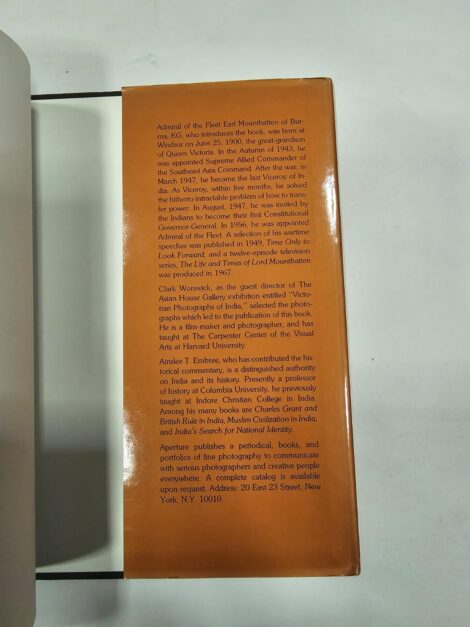 Admiral of the Fleet Earl Mountbatten of Bur-
ma, KG, who introduces the book, was born at
Windsor on June 25, 1900, the great-grandson
of Queen Victoria. In the Autumn of 1943, he
was appointed Supreme Allied Commander of
the Southeast Asia Command. After the war, in
March 1947, he became the last Viceroy of In-
dia. As Viceroy, within five months, he solved
the hitherto intractable problem of how to trans-
fer power. In August, 1947, he was invited by
the Indians to become their first Constitutional
Governor-General. In 1956, he was appointed
Admiral of the Fleet. A selection of his wartime
speeches was published in 1949, Time Only to
Look Forward, and a twelve-episode television
series, The Life and Times of Lord Mountbatten
was produced in 1967.
Clark Worswick, as the guest director of The
Asian House Gallery exhibition entitled "Victo-
rian Photographs of India," selected the photo-
graphs which led to the publication of this book.
He is a film-maker and photographer, and has
taught at The Carpenter Center of the Visual
Arts at Harvard University.
Ainslee T. Embree, who has contributed the his-
torical commentary, is a distinguished authority
on India and its history. Presently a professor
of history at Columbia University, he previously
taught at Indore Christian College in India.
Among his many books are Charles Grant and
British Rule in India, Muslim Civilization in India,
and India's Search for National Identity.
Aperture publishes a periodical, books, and
portfolios of fine photography to communicate
with serious photographers and creative people
everywhere. A complete catalog is available
upon request. Address: 20 East 23 Street, New
York, N.Y. 10010.